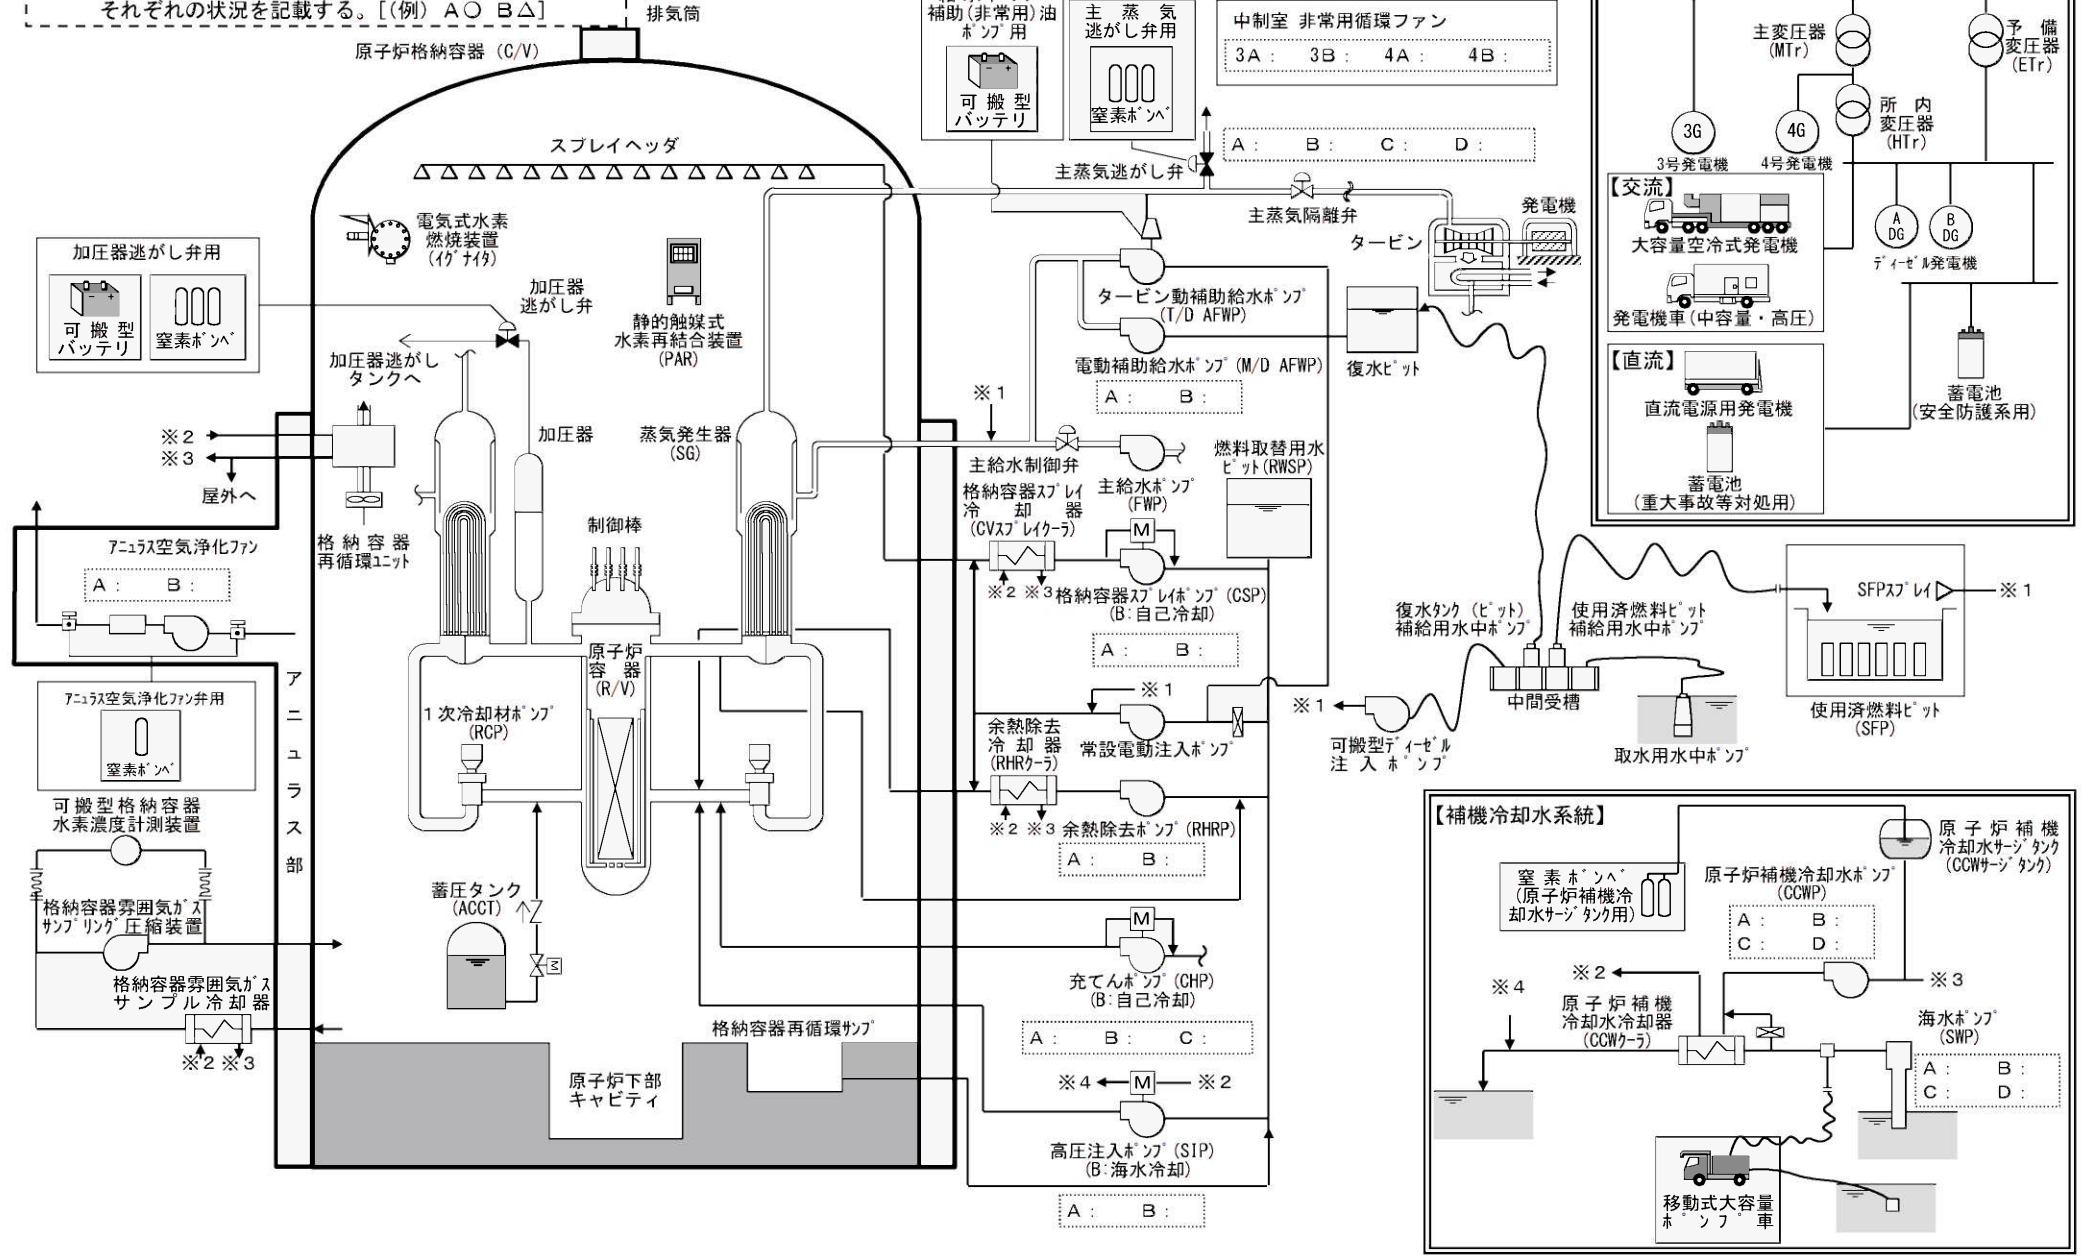 それぞれの状況を記載する。[(例) A○ B△]
排気筒
原子炉格納容器 (C/V)
補助(非常用)油
ポンプ用
可搬型
バッテリ
主蒸気
逃がし弁用
窒素ボンベ
中制室 非常用循環ファン
3A: 3B: 4A: 4B:
A: B: C: D:
主蒸気逃がし弁
主蒸気隔離弁
発電機
タービン
主変圧器
(MTr)
予備
変圧器
(ETr)
所内
変圧器
(HTr)
3G
3号発電機
4G
4号発電機
【交流】
大容量空冷式発電機
発電機車(中容量・高圧)
A
DG
B
DG
ディーゼル発電機
【直流】
直流電源用発電機
蓄電池
(重大事故等対処用)
蓄電池
(安全防護系用)
スプレイヘッダ
電気式水素
燃焼装置
(イグナイタ)
静的触媒式
水素再結合装置
(PAR)
加圧器逃がし弁用
可搬型
バッテリ
窒素ボンベ
加圧器
逃がし弁
加圧器逃がし
タンクへ
※2
※3
屋外へ
格納容器
再循環ユニット
加圧器
蒸気発生器
(SG)
制御棒
原子炉
容器
(R/V)
1次冷却材ポンプ
(RCP)
蓄圧タンク
(ACCT)
M
格納容器再循環サンプ
原子炉下部
キャビティ
アニュラス部
アニュラス空気浄化ファン
A: B:
アニュラス空気浄化ファン弁用
窒素ボンベ
可搬型格納容器
水素濃度計測装置
格納容器雰囲気ガス
サンプリング圧縮装置
格納容器雰囲気ガス
サンプル冷却器
※2 ※3
タービン動補助給水ポンプ
(T/D AFWP)
電動補助給水ポンプ(M/D AFWP)
A: B:
復水ピット
※1
主給水制御弁
主給水ポンプ
(FWP)
燃料取替用水
ピット(RWSP)
格納容器スプレイ
冷却器
(CVスプレイクーラ)
M
※2 ※3
格納容器スプレイポンプ(CSP)
(B:自己冷却)
A: B:
※1
常設電動注入ポンプ
余熱除去
冷却器
(RHRクーラ)
※2 ※3
余熱除去ポンプ(RHRP)
A: B:
M
充てんポンプ(CHP)
(B:自己冷却)
A: B: C:
※4
M
※2
高圧注入ポンプ(SIP)
(B:海水冷却)
A: B:
復水タンク(ピット)
補給用水中ポンプ
使用済燃料ピット
補給用水中ポンプ
中間受槽
※1
可搬型ディーゼル
注入ポンプ
取水用水中ポンプ
SFPスプレイ
※1
使用済燃料ピット
(SFP)
【補機冷却水系統】
原子炉補機
冷却水サージタンク
(CCWサージタンク)
窒素ボンベ
(原子炉補機冷
却水サージタンク用)
原子炉補機冷却水ポンプ
(CCWP)
A: B:
C: D:
※2
※3
※4
原子炉補機
冷却水冷却器
(CCWクーラ)
海水ポンプ
(SWP)
A: B:
C: D:
移動式大容量
ポンプ車